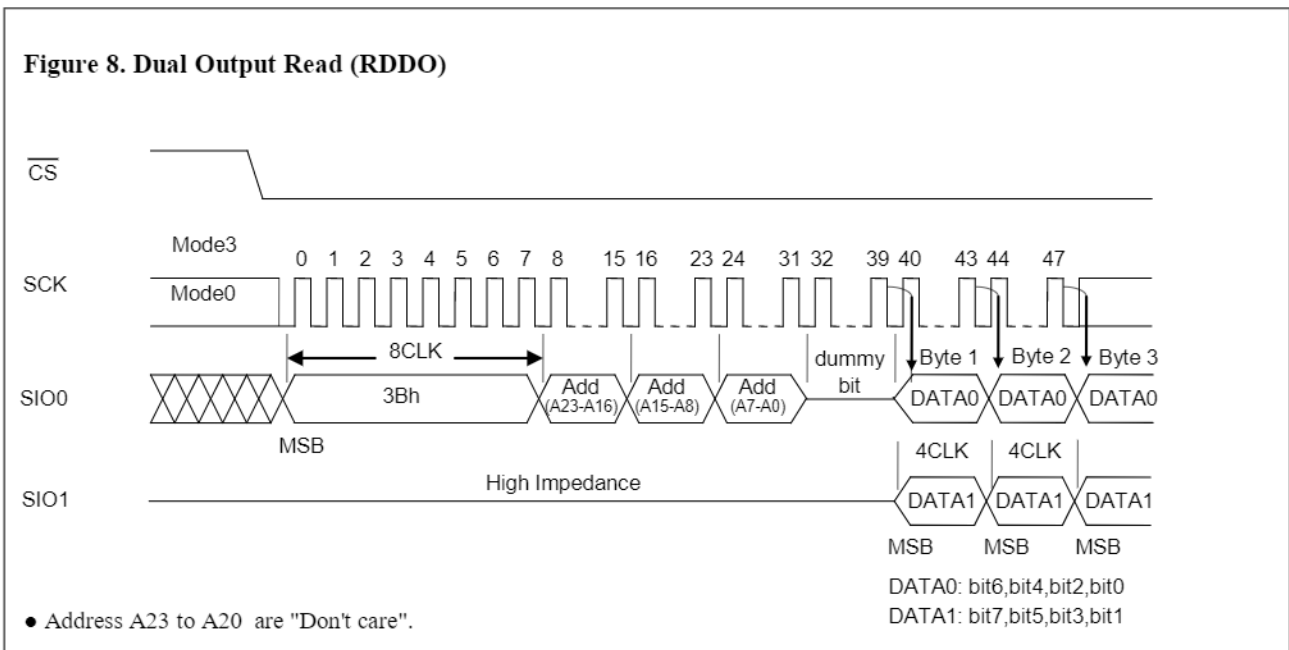 Figure 8. Dual Output Read (RDDO)
CS
Mode3
0 1 2 3 4 5 6 7 8 15 16 23 24 31 32 39 40 43 44 47
SCK
Mode0
8CLK
dummy
bit
Byte 1 Byte 2 Byte 3
SIO0
3Bh
Add
(A23-A16)
Add
(A15-A8)
Add
(A7-A0)
DATA0 DATA0 DATA0
MSB
4CLK 4CLK
High Impedance
SIO1
DATA1 DATA1 DATA1
MSB MSB MSB
DATA0: bit6,bit4,bit2,bit0
DATA1: bit7,bit5,bit3,bit1
● Address A23 to A20 are "Don't care".